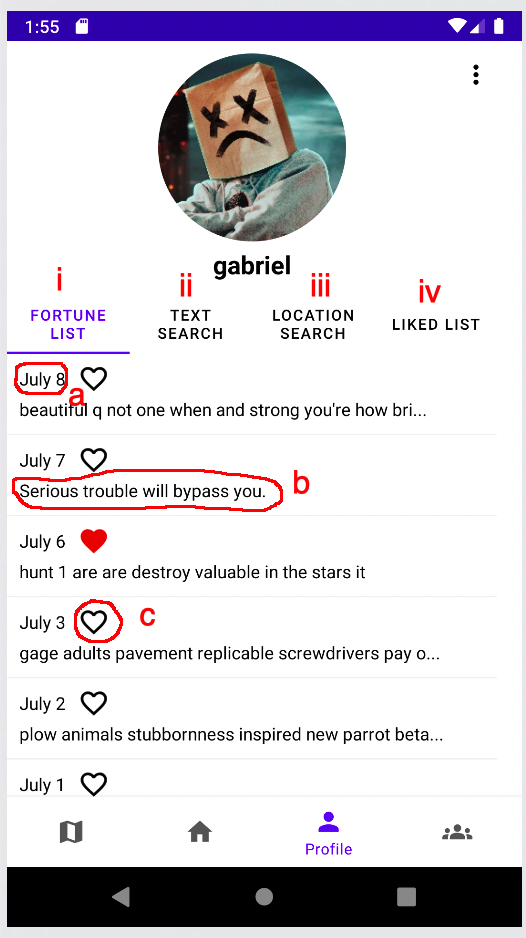 1:55
gabriel
i
ii
iii
iv
FORTUNE
LIST
TEXT
SEARCH
LOCATION
SEARCH
LIKED LIST
July 8
a
beautiful q not one when and strong you're how bri...
July 7
Serious trouble will bypass you.
b
July 6
hunt 1 are are destroy valuable in the stars it
July 3
c
gage adults pavement replicable screwdrivers pay o...
July 2
plow animals stubbornness inspired new parrot beta...
July 1
Profile